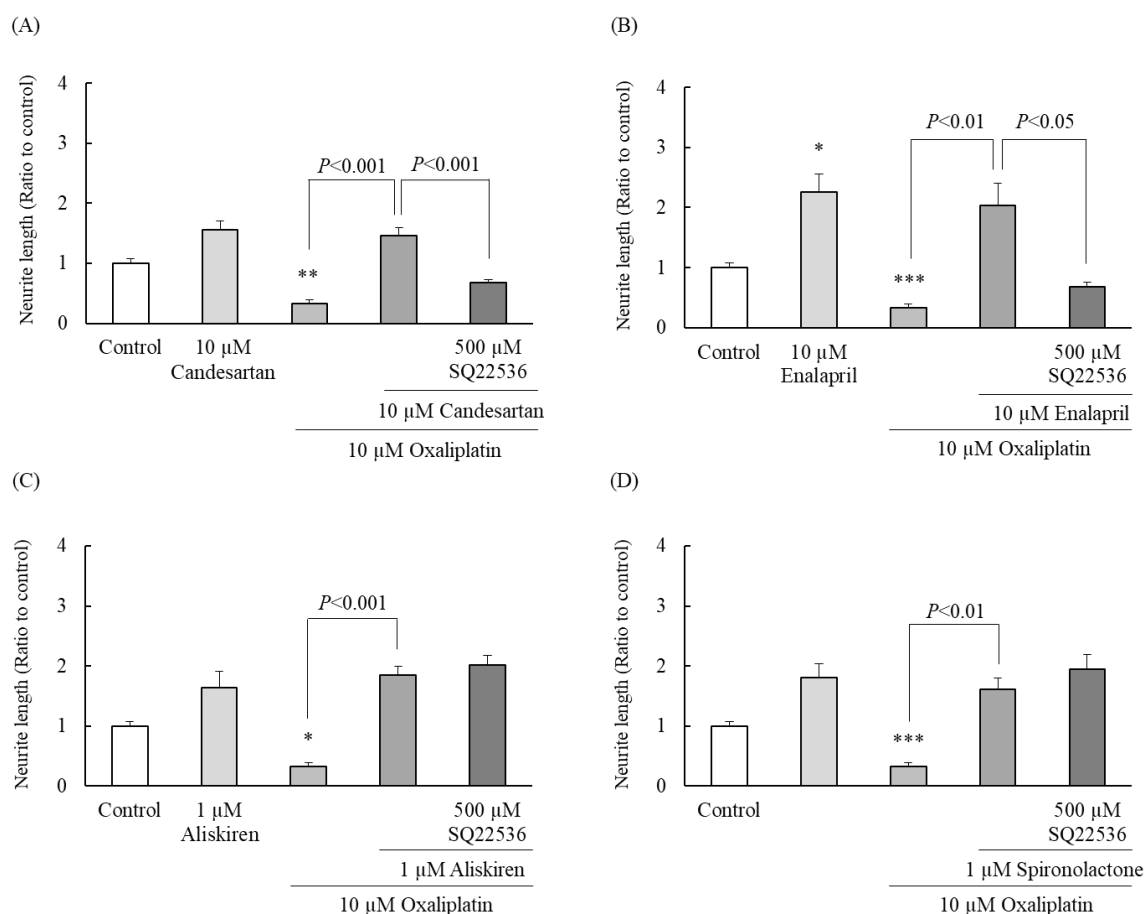 (A)
Neurite length (Ratio to control)
4
3
2
1
0
P<0.001
P<0.001
**
Control
10 µM
Candesartan
500 µM
SQ22536
10 µM Candesartan
10 µM Oxaliplatin
(B)
Neurite length (Ratio to control)
4
3
2
1
0
P<0.01
P<0.05
*
***
Control
10 µM
Enalapril
500 µM
SQ22536
10 µM Enalapril
10 µM Oxaliplatin
(C)
Neurite length (Ratio to control)
4
3
2
1
0
P<0.001
*
Control
1 µM
Aliskiren
500 µM
SQ22536
1 µM Aliskiren
10 µM Oxaliplatin
(D)
Neurite length (Ratio to control)
4
3
2
1
0
P<0.01
***
Control
500 µM
SQ22536
1 µM Spironolactone
10 µM Oxaliplatin